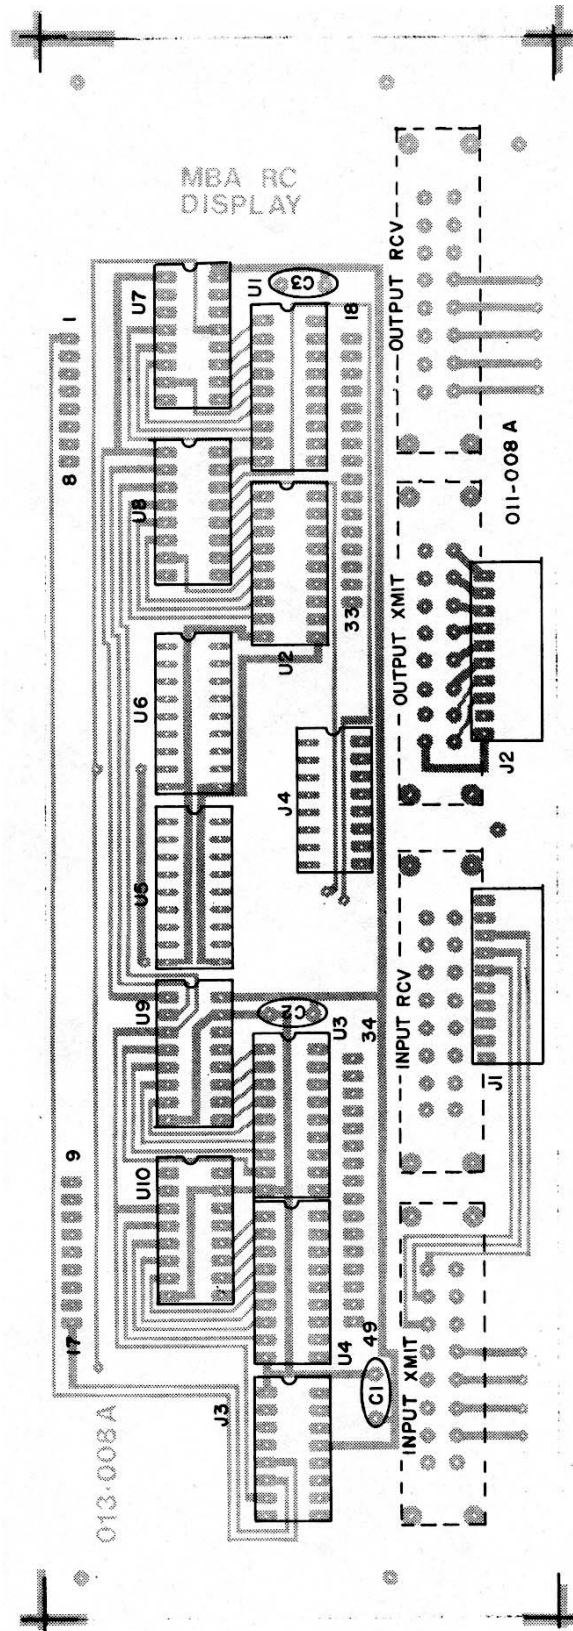 MBA RC
DISPLAY
OUTPUT RCV
U7
U1
C3
1
18
8
U8
011-008 A
OUTPUT XMIT
33
U2
U6
J2
J4
U5
INPUT RCV
U9
C2
U3
34
J1
9
U10
17
49
U4
INPUT XMIT
C1
J3
013-008 A